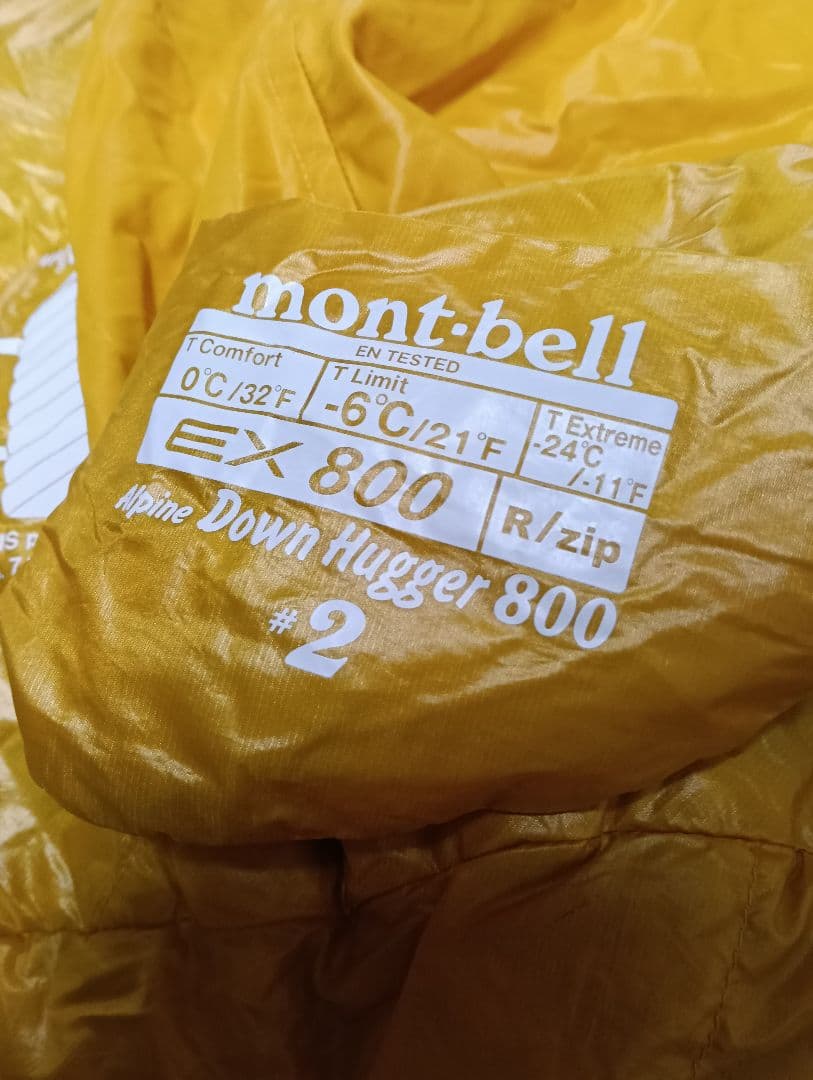 mont-bell
EN TESTED
T Comfort
0°C/32°F
T Limit
-6°C/21°F
T Extreme
-24°C
/-11°F
EX 800
R/zip
Alpine Down Hugger 800
#2